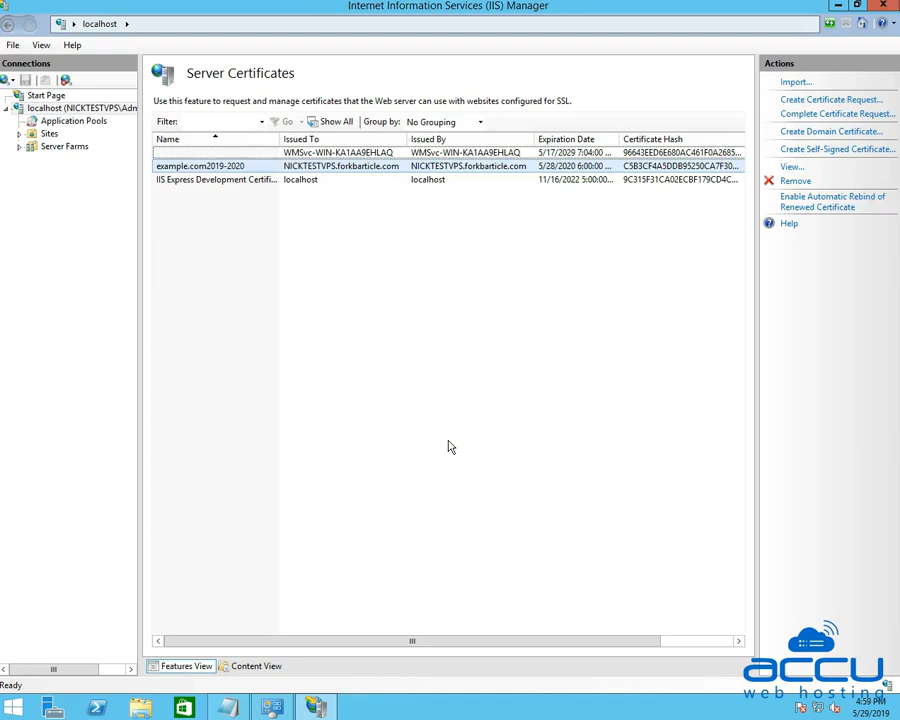 Internet Information Services (IIS) Manager
localhost
File View Help
Connections
Start Page
localhost (NICKTESTVPS\Adn
Application Pools
Sites
Server Farms
Server Certificates
Use this feature to request and manage certificates that the Web server can use with websites configured for SSL.
Filter: Go Show All Group by: No Grouping
Name Issued To Issued By Expiration Date Certificate Hash
WMSvc-WIN-KA1AA9EHLAQ WMSvc-WIN-KA1AA9EHLAQ 5/17/2029 7:04:00 ... 96643EED6E680AC461F0A2685...
example.com2019-2020 NICKTESTVPS.forkbarticle.com NICKTESTVPS.forkbarticle.com 5/28/2020 6:00:00 ... C5B3CF4A5DDB95250CA7F30...
IIS Express Development Certifi... localhost localhost 11/16/2022 5:00:00... 9C315F31CA02ECBF179CD4C...
Actions
Import...
Create Certificate Request...
Complete Certificate Request...
Create Domain Certificate...
Create Self-Signed Certificate...
View...
Remove
Enable Automatic Rebind of
Renewed Certificate
Help
Features View Content View
Ready
accu
web hosting
4:59 PM
5/29/2019